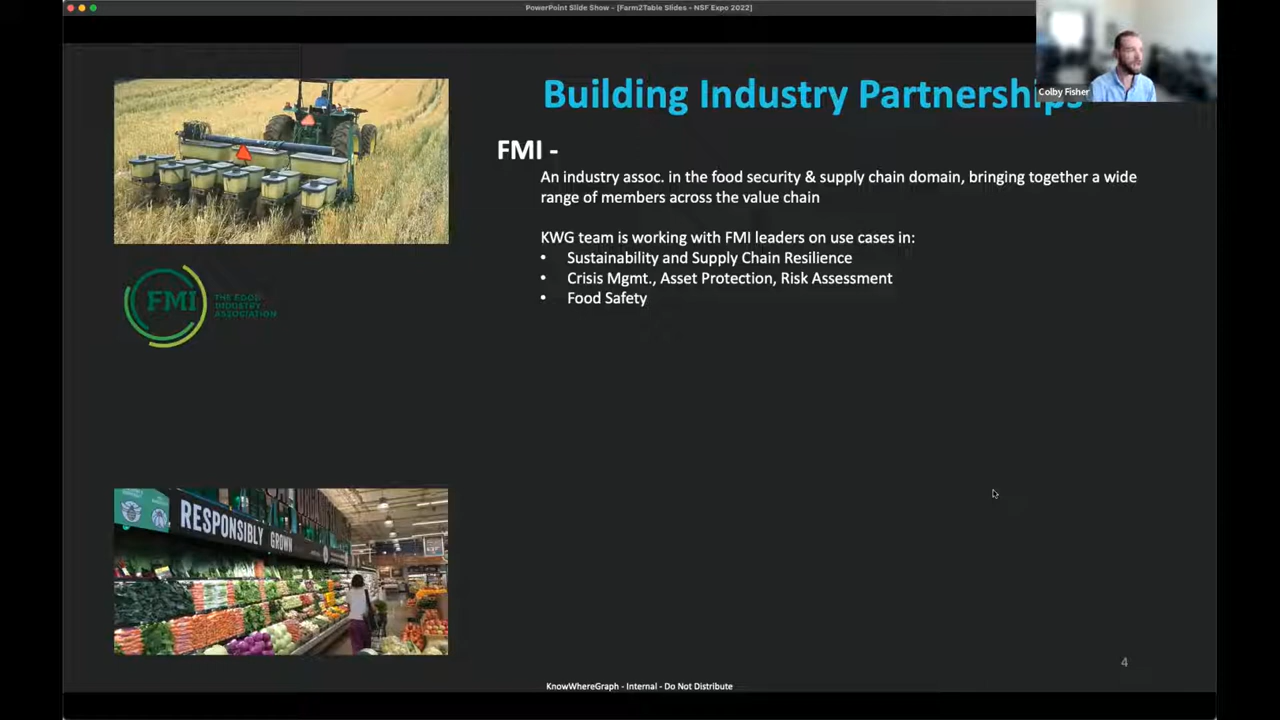 PowerPoint Slide Show - [Farm2Table Slides - NSF Expo 2022]
Colby Fisher
Building Industry Partnerships
FMI -
An industry assoc. in the food security & supply chain domain, bringing together a wide
range of members across the value chain
KWG team is working with FMI leaders on use cases in:
• Sustainability and Supply Chain Resilience
• Crisis Mgmt., Asset Protection, Risk Assessment
• Food Safety
FMI
THE FOOD
INDUSTRY
ASSOCIATION
RESPONSIBLY GROWN
4
KnowWhereGraph - Internal - Do Not Distribute